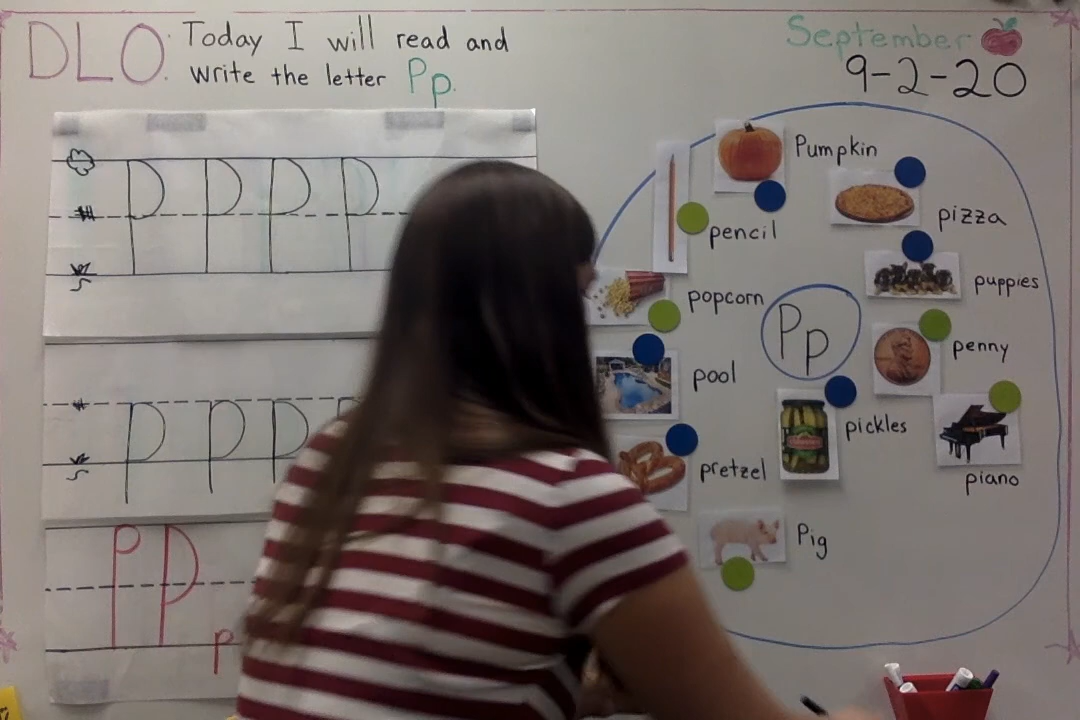 DLO: Today I will read and
write the letter Pp.
September
9-2-20
P P P P
p p p
P P p
Pumpkin
pizza
pencil
puppies
popcorn
Pp
penny
pool
pickles
pretzel
piano
Pig